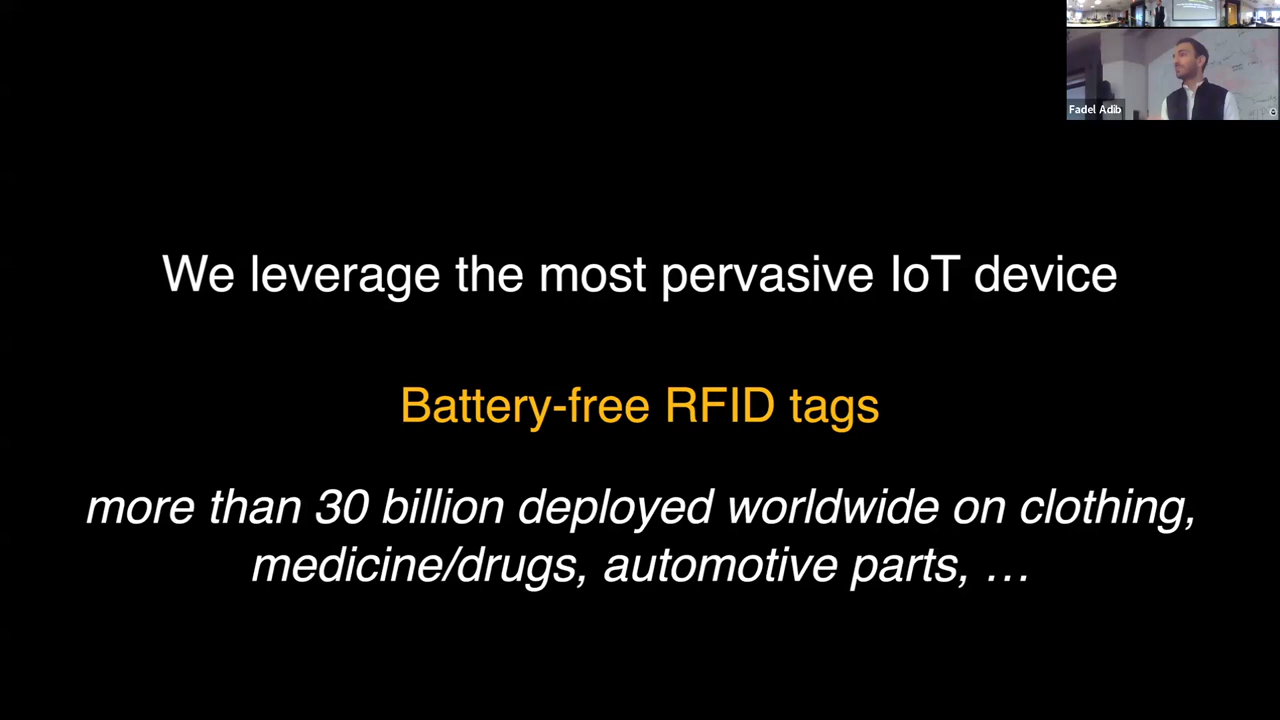 Fadel Adib
We leverage the most pervasive IoT device
Battery-free RFID tags
more than 30 billion deployed worldwide on clothing,
medicine/drugs, automotive parts, …